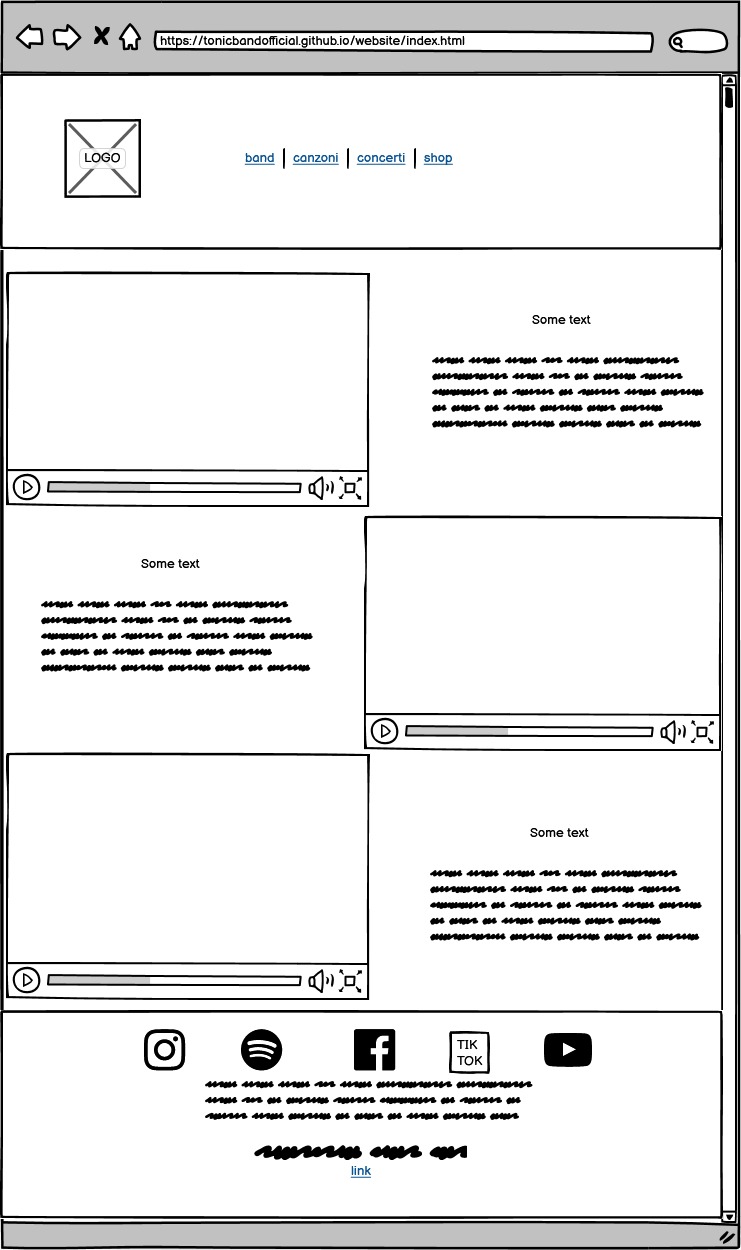 https://tonicbandofficial.github.io/website/index.html
LOGO
band canzoni concerti shop
Some text
Some text
Some text
TIK
TOK
link